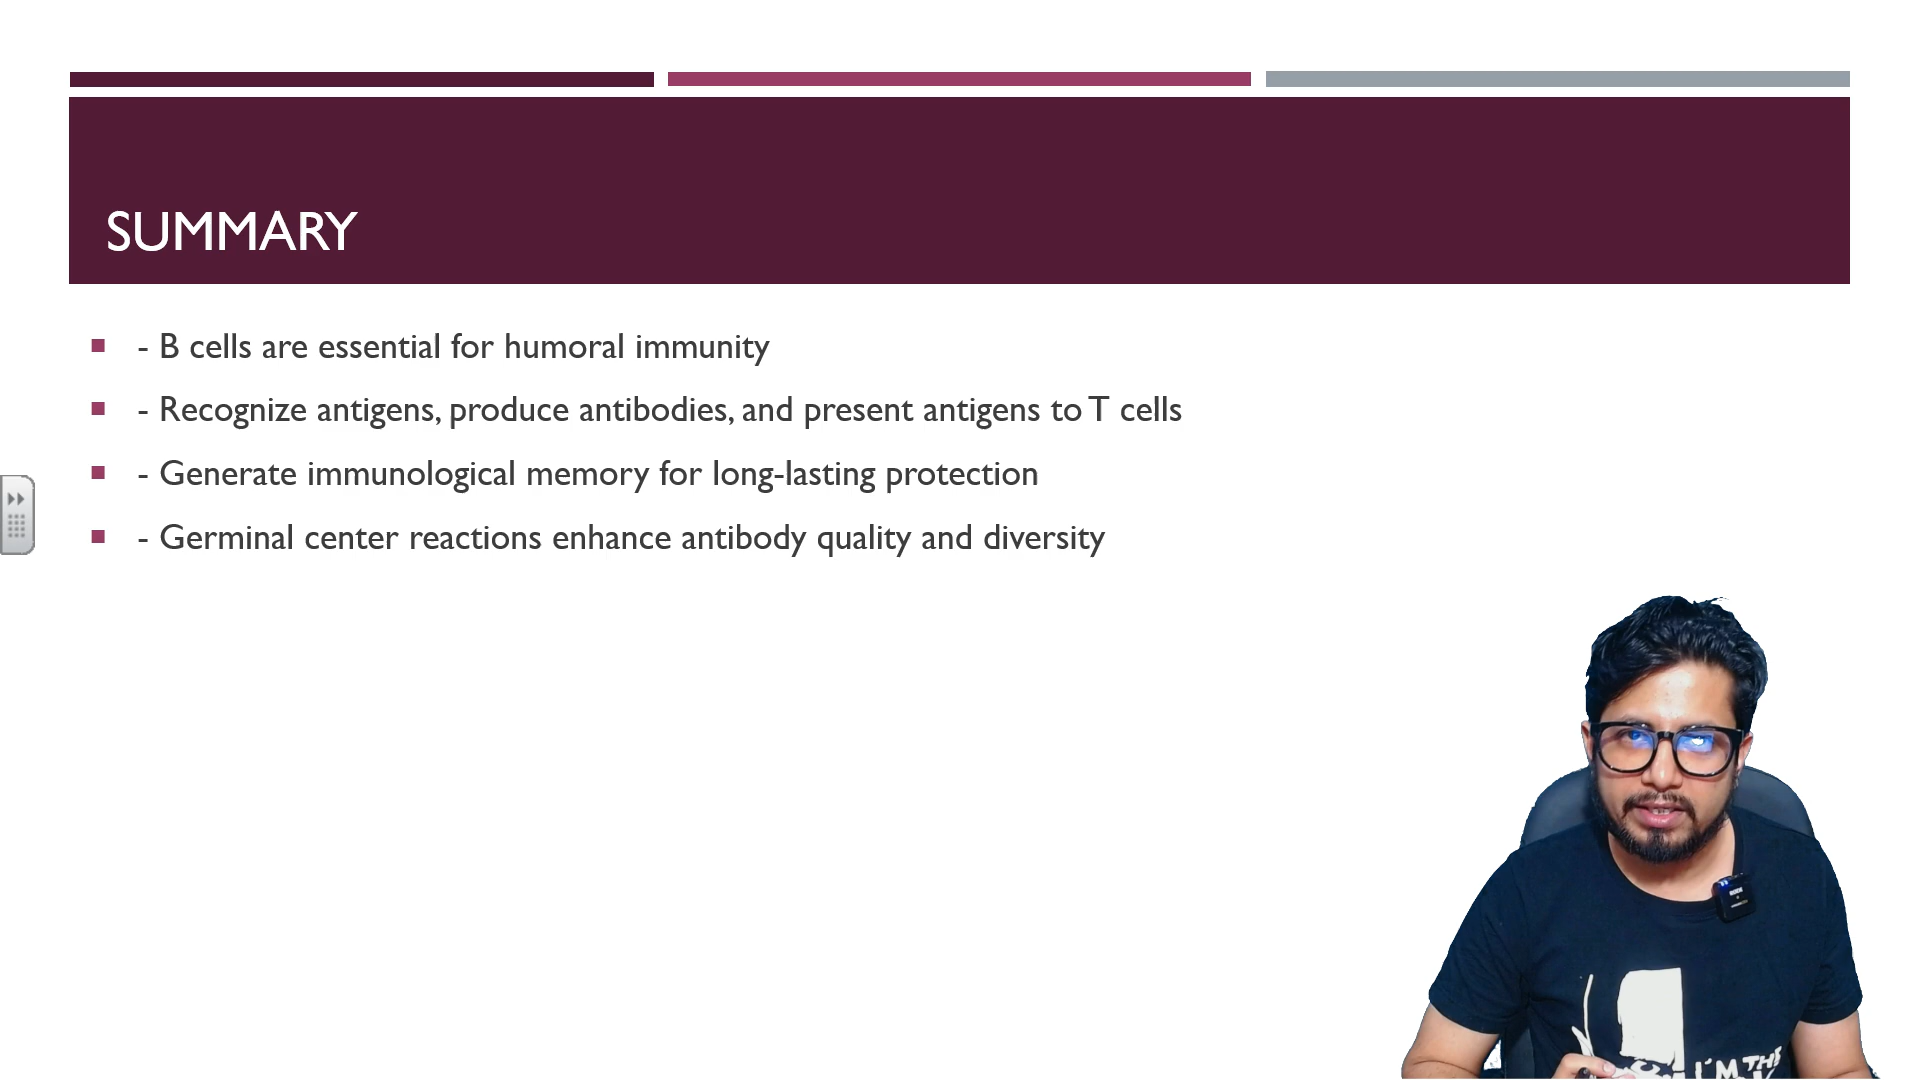 SUMMARY
- B cells are essential for humoral immunity
- Recognize antigens, produce antibodies, and present antigens to T cells
- Generate immunological memory for long-lasting protection
- Germinal center reactions enhance antibody quality and diversity
I'M THE